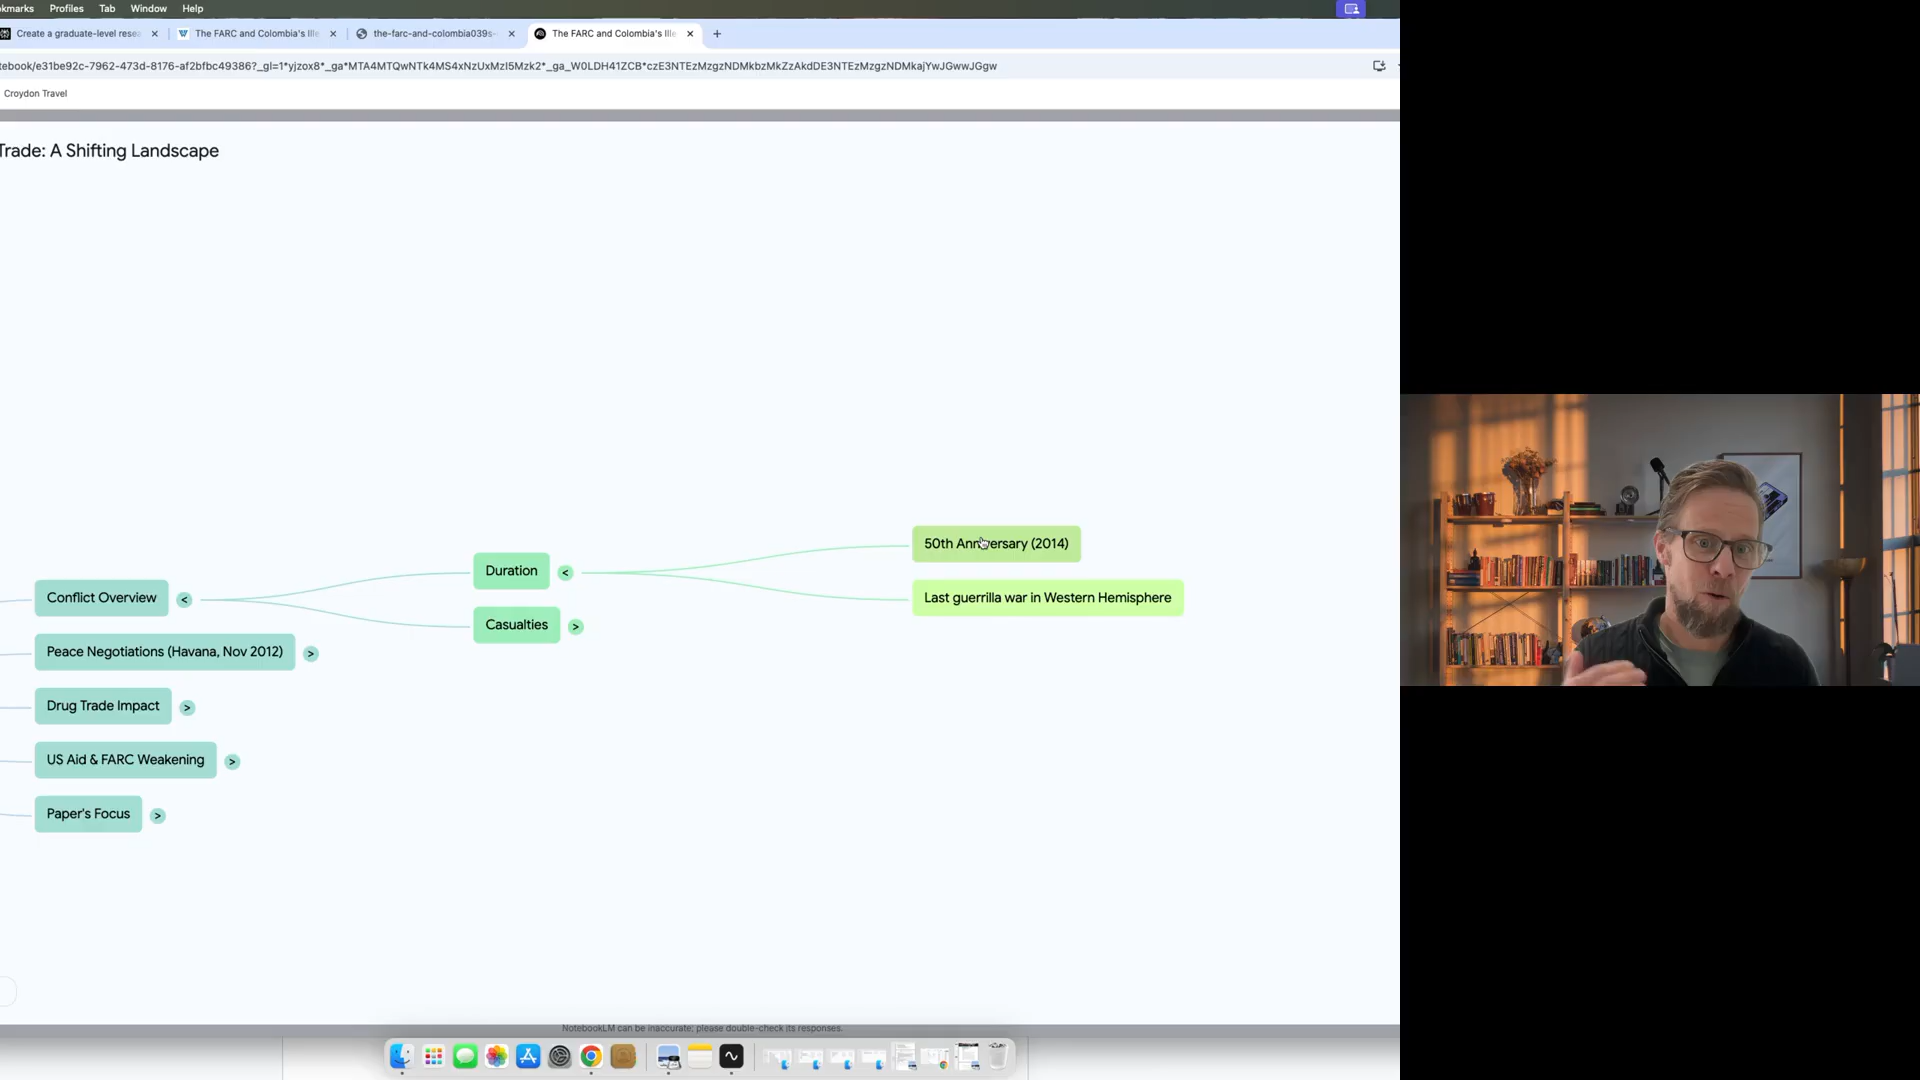 okmarks Profiles Tab Window Help
Create a graduate-level resea
The FARC and Colombia's Ille
the-farc-and-colombia039s-
The FARC and Colombia's Ille
tebook/e31be92c-7962-473d-8176-af2bfbc49386?_gl=1*yjzox8*_ga*MTA4MTQwNTk4MS4xNzUxMzI5Mzk2*_ga_W0LDH41ZCB*czE3NTEzMzgzNDMkbzMkZzAkdDE3NTEzMzgzNDMkajYwJGwwJGgw
Croydon Travel
Trade: A Shifting Landscape
50th Anniversary (2014)
Duration <
Last guerrilla war in Western Hemisphere
Conflict Overview <
Casualties >
Peace Negotiations (Havana, Nov 2012) >
Drug Trade Impact >
US Aid & FARC Weakening >
Paper's Focus >
NotebookLM can be inaccurate; please double-check its responses.